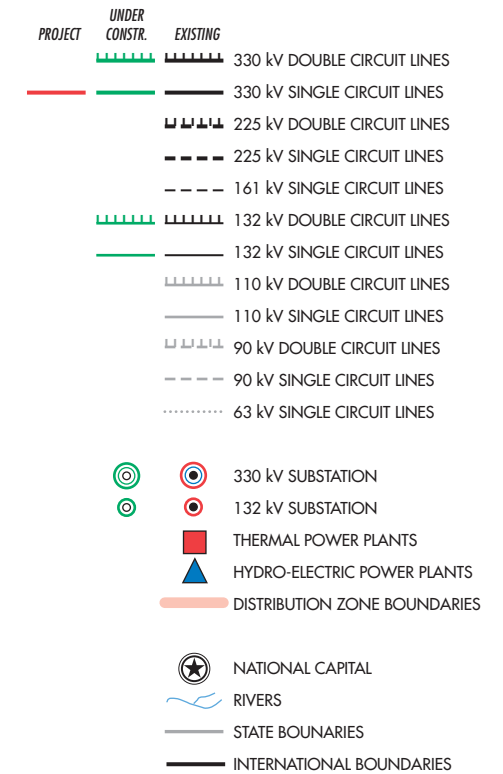 UNDER
PROJECT CONSTR. EXISTING
330 kV DOUBLE CIRCUIT LINES
330 kV SINGLE CIRCUIT LINES
225 kV DOUBLE CIRCUIT LINES
225 kV SINGLE CIRCUIT LINES
161 kV SINGLE CIRCUIT LINES
132 kV DOUBLE CIRCUIT LINES
132 kV SINGLE CIRCUIT LINES
110 kV DOUBLE CIRCUIT LINES
110 kV SINGLE CIRCUIT LINES
90 kV DOUBLE CIRCUIT LINES
90 kV SINGLE CIRCUIT LINES
63 kV SINGLE CIRCUIT LINES
330 kV SUBSTATION
132 kV SUBSTATION
THERMAL POWER PLANTS
HYDRO-ELECTRIC POWER PLANTS
DISTRIBUTION ZONE BOUNDARIES
NATIONAL CAPITAL
RIVERS
STATE BOUNARIES
INTERNATIONAL BOUNDARIES